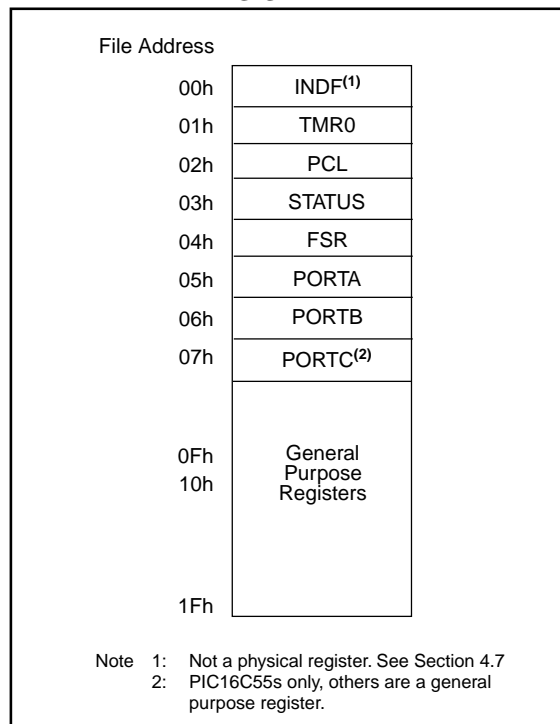 File Address
00h INDF(1)
01h TMR0
02h PCL
03h STATUS
04h FSR
05h PORTA
06h PORTB
07h PORTC(2)
0Fh General
Purpose
10h Registers
1Fh
Note 1: Not a physical register. See Section 4.7
2: PIC16C55s only, others are a general
purpose register.